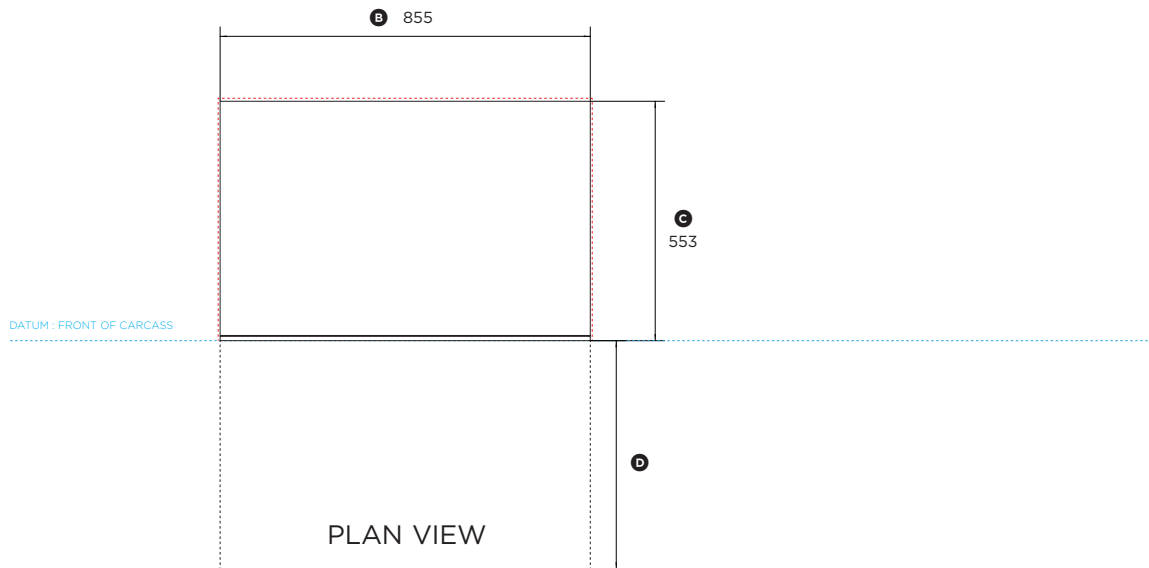 B 855
C
553
DATUM : FRONT OF CARCASS
D
PLAN VIEW